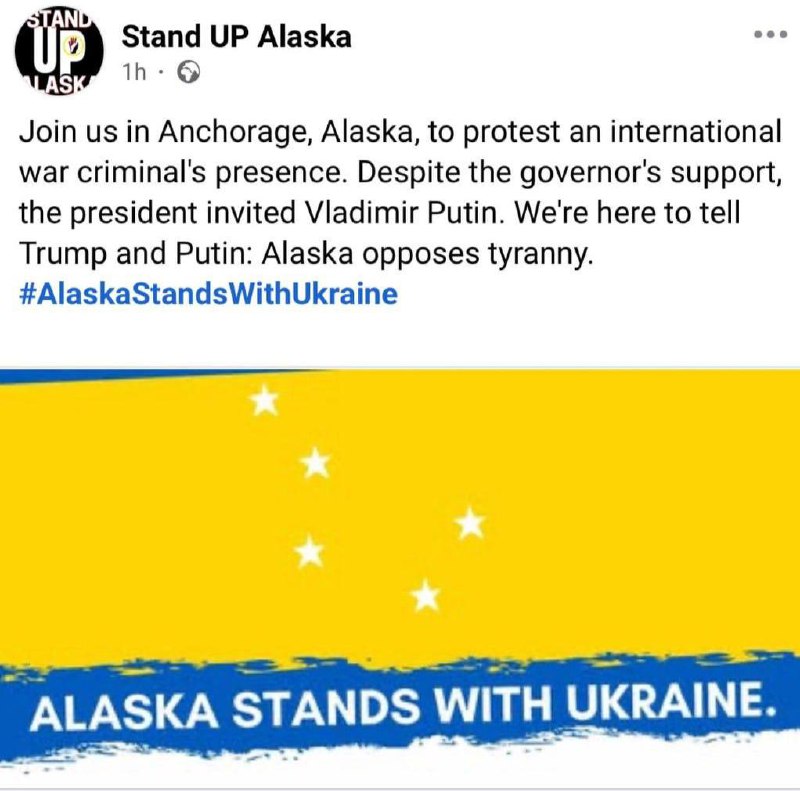 STAND
UP
ALASKA
Stand UP Alaska
1h ·
Join us in Anchorage, Alaska, to protest an international
war criminal's presence. Despite the governor's support,
the president invited Vladimir Putin. We're here to tell
Trump and Putin: Alaska opposes tyranny.
#AlaskaStandsWithUkraine
ALASKA STANDS WITH UKRAINE.